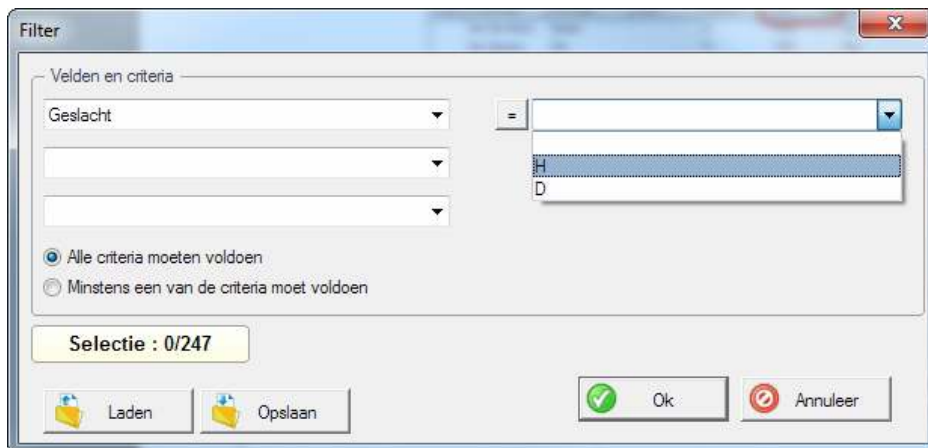 Filter
Velden en criteria
Geslacht
=
H
D
Alle criteria moeten voldoen
Minstens een van de criteria moet voldoen
Selectie : 0/247
Laden
Opslaan
Ok
Annuleer